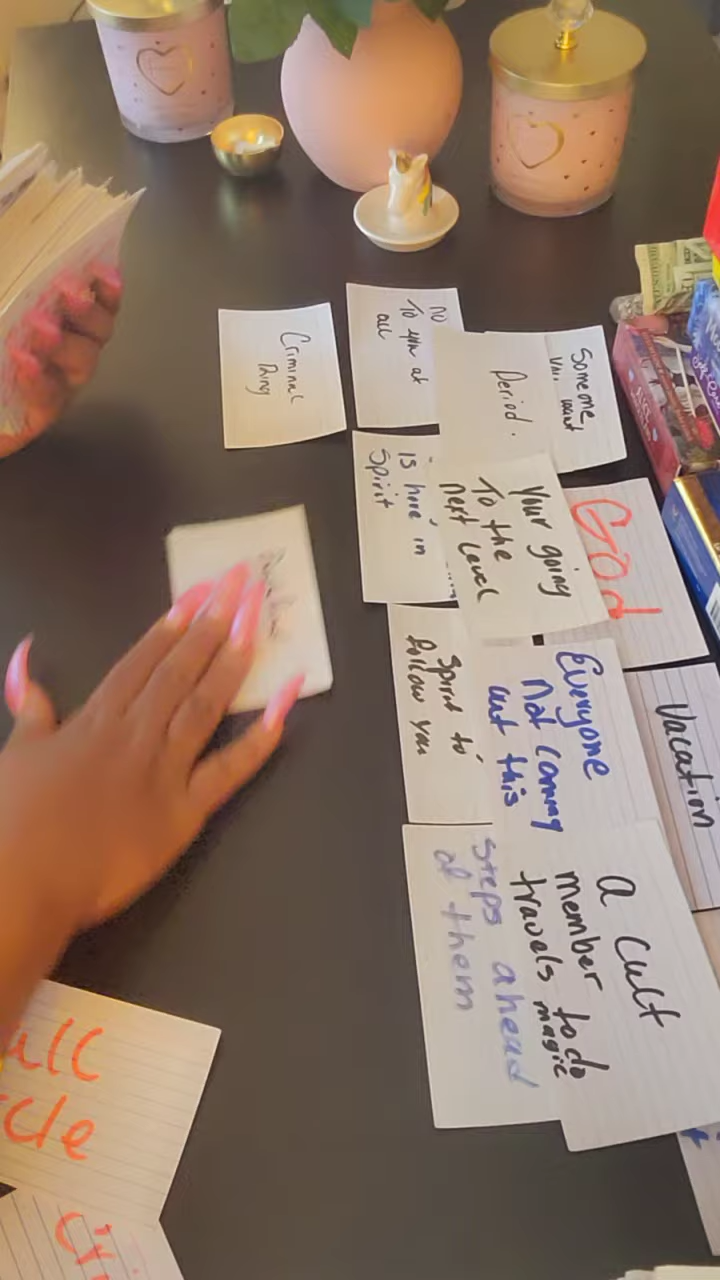 Criminal
Thing
no
To you at
all
Period.
Someone
is here in
Spirit
Your going
To the
next Level
God
Spirit to
follow you
Everyone
Not coming
out this
Vacation
Steps ahead
of them
A cult
member
travels to do
magic